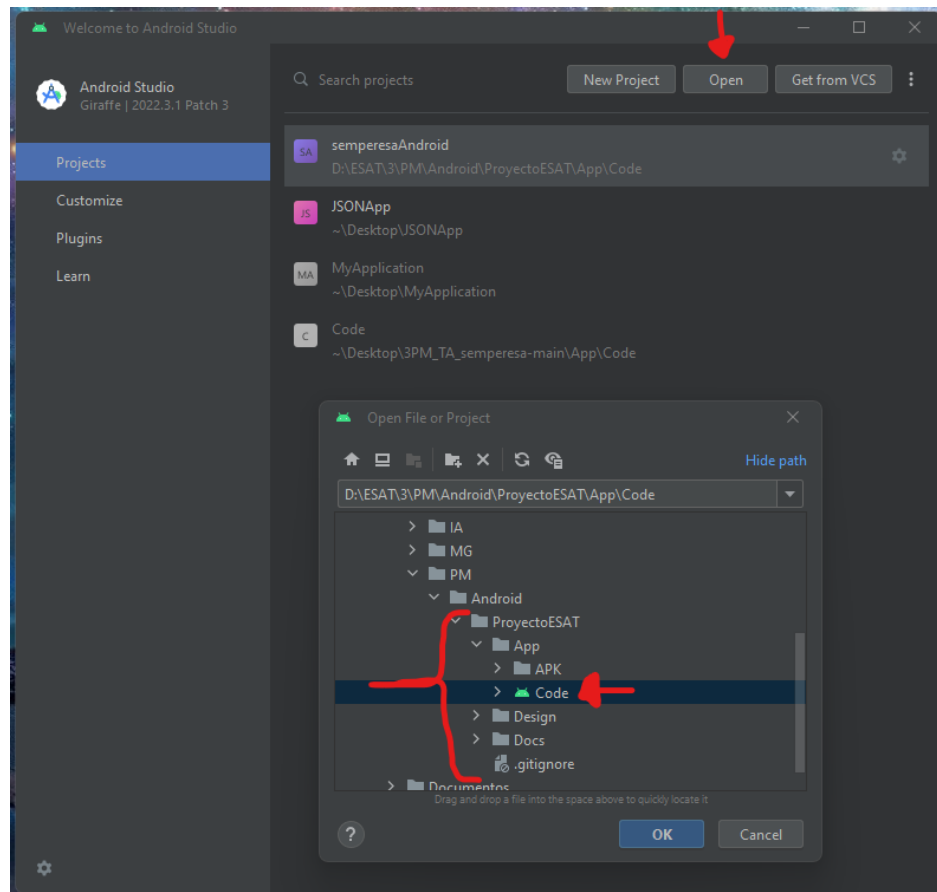 Welcome to Android Studio
Android Studio
Giraffe | 2022.3.1 Patch 3
Projects
Customize
Plugins
Learn
Search projects
New Project
Open
Get from VCS
SA
semperesaAndroid
D:\ESAT\3\PM\Android\ProyectoESAT\App\Code
JS
JSONApp
~\Desktop\JSONApp
MA
MyApplication
~\Desktop\MyApplication
C
Code
~\Desktop\3PM_TA_semperesa-main\App\Code
Open File or Project
Hide path
D:\ESAT\3\PM\Android\ProyectoESAT\App\Code
IA
MG
PM
Android
ProyectoESAT
App
APK
Code
Design
Docs
.gitignore
Documentos
Drag and drop a file into the space above to quickly locate it
?
OK
Cancel